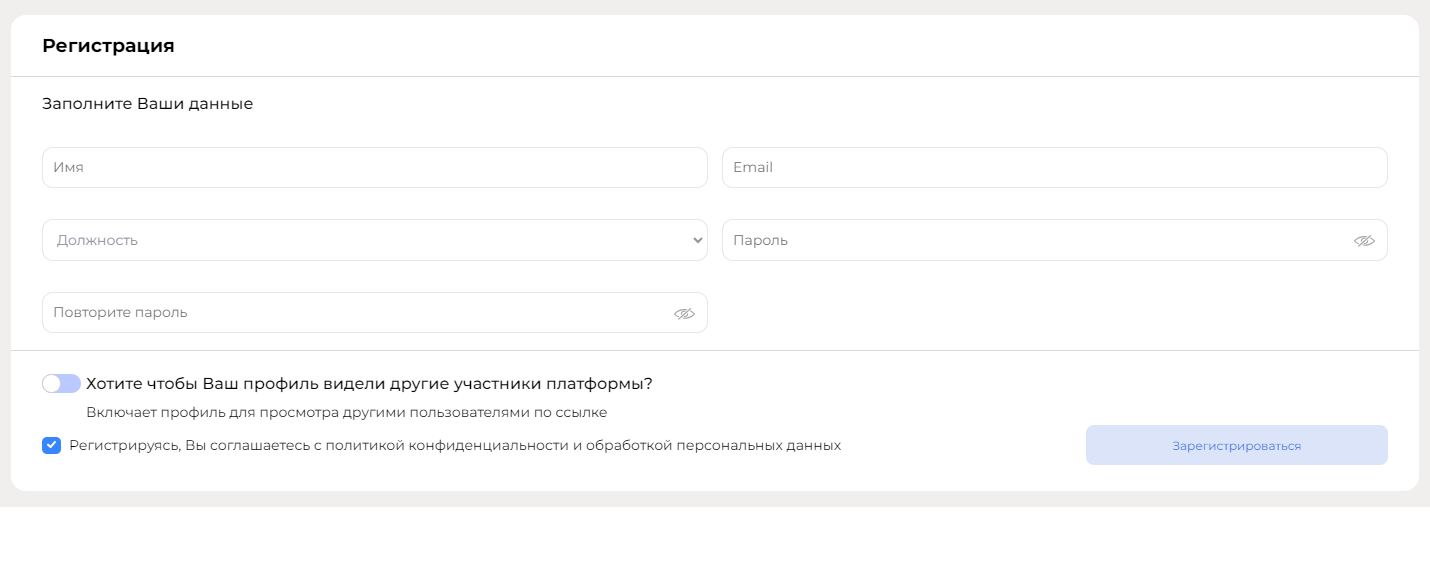 Регистрация
Заполните Ваши данные
Имя
Email
Должность
Пароль
Повторите пароль
Хотите чтобы Ваш профиль видели другие участники платформы?
Включает профиль для просмотра другими пользователями по ссылке
Регистрируясь, Вы соглашаетесь с политикой конфиденциальности и обработкой персональных данных
Зарегистрироваться